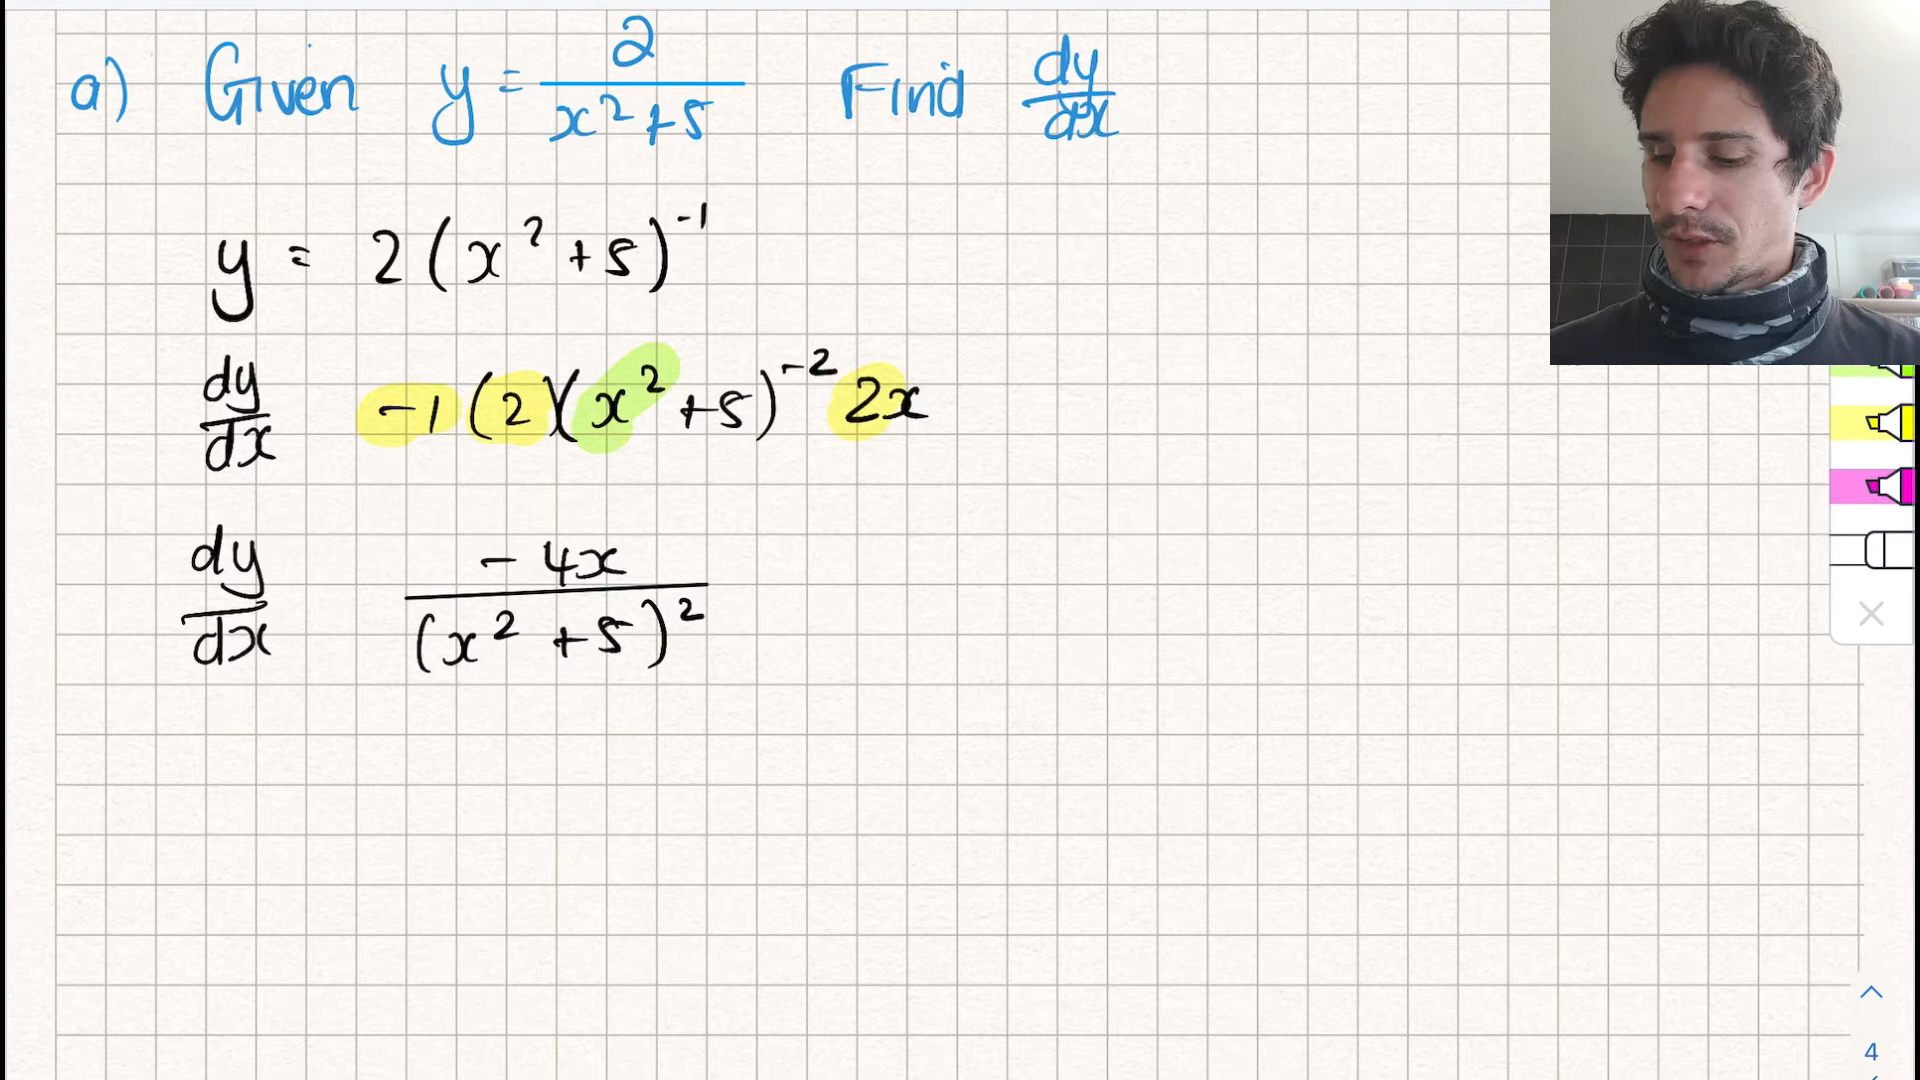 a) Given y = 2/(x² + 5) Find dy/dx
y = 2(x² + 5)⁻¹
dy/dx -1(2)(x² + 5)⁻² 2x
dy/dx -4x/(x² + 5)²
4